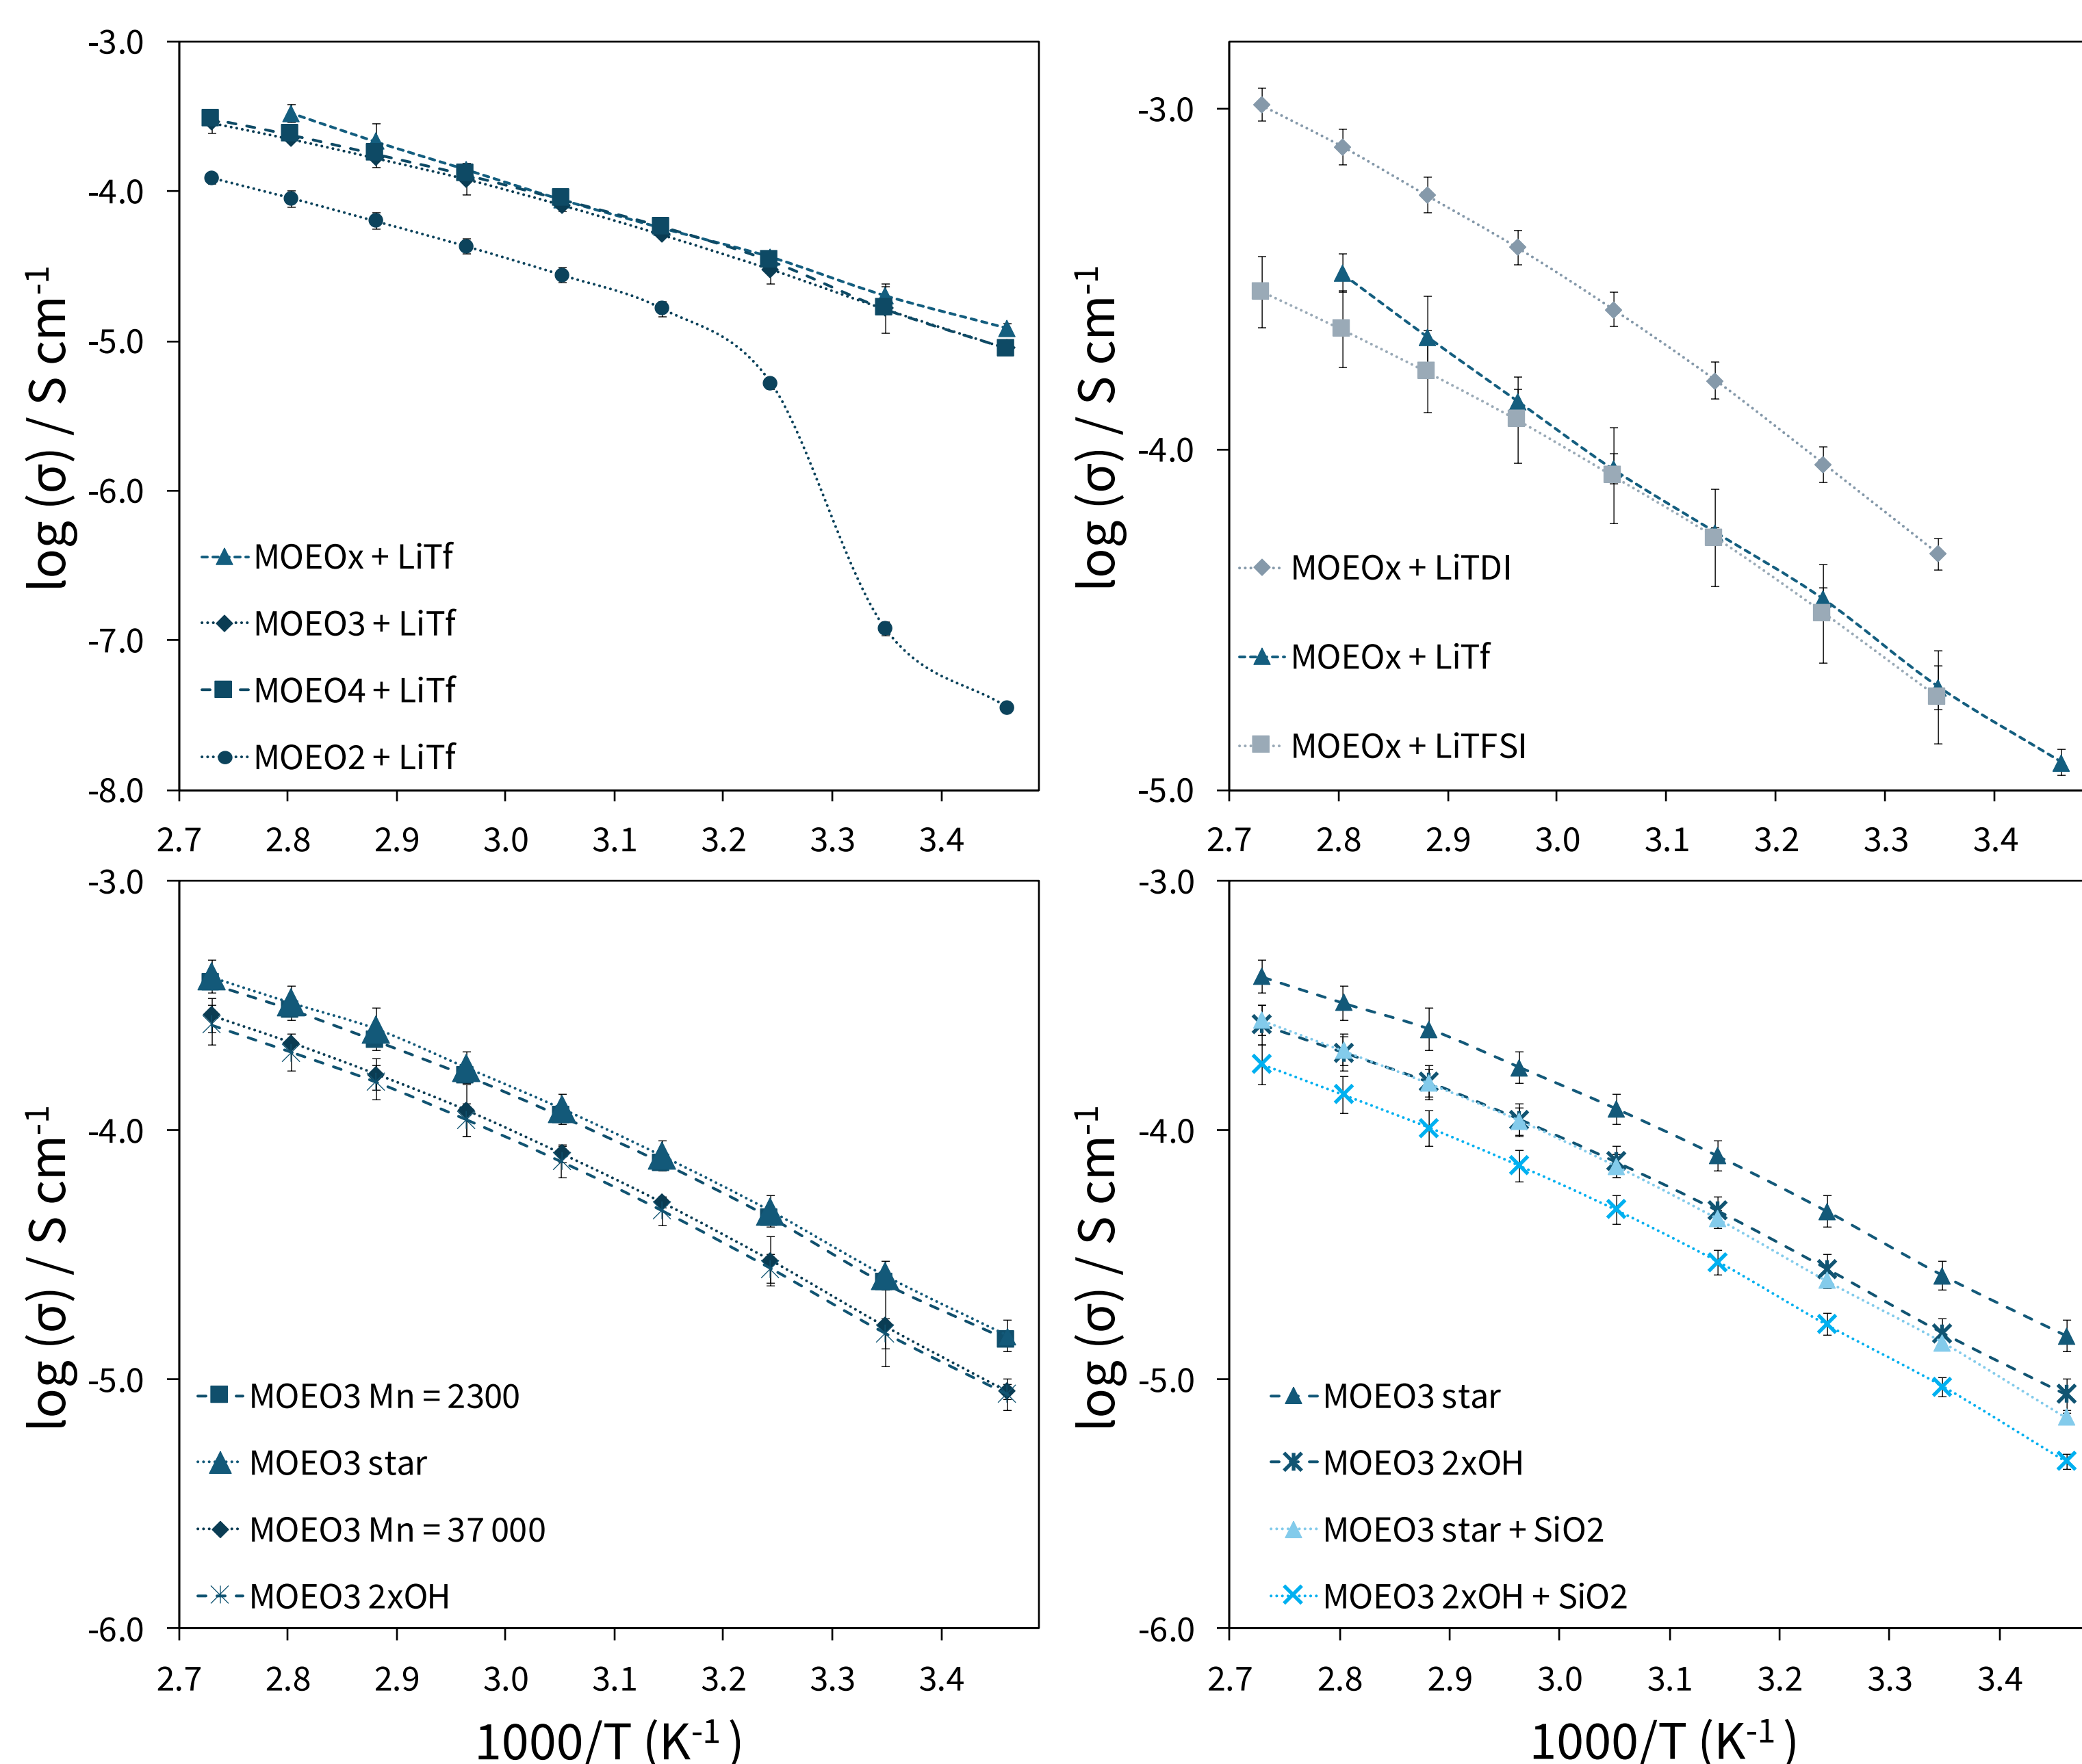 -3.0
-4.0
-5.0
-6.0
-7.0
-8.0
log (σ) / S cm-1
MOEOx + LiTf
MOEO3 + LiTf
MOEO4 + LiTf
MOEO2 + LiTf
2.7 2.8 2.9 3.0 3.1 3.2 3.3 3.4
-3.0
-4.0
-5.0
log (σ) / S cm-1
MOEOx + LiTDI
MOEOx + LiTf
MOEOx + LiTFSI
2.7 2.8 2.9 3.0 3.1 3.2 3.3 3.4
-3.0
-4.0
-5.0
-6.0
log (σ) / S cm-1
MOEO3 Mn = 2300
MOEO3 star
MOEO3 Mn = 37 000
MOEO3 2xOH
2.7 2.8 2.9 3.0 3.1 3.2 3.3 3.4
1000/T (K-1)
-3.0
-4.0
-5.0
-6.0
log (σ) / S cm-1
MOEO3 star
MOEO3 2xOH
MOEO3 star + SiO2
MOEO3 2xOH + SiO2
2.7 2.8 2.9 3.0 3.1 3.2 3.3 3.4
1000/T (K-1)